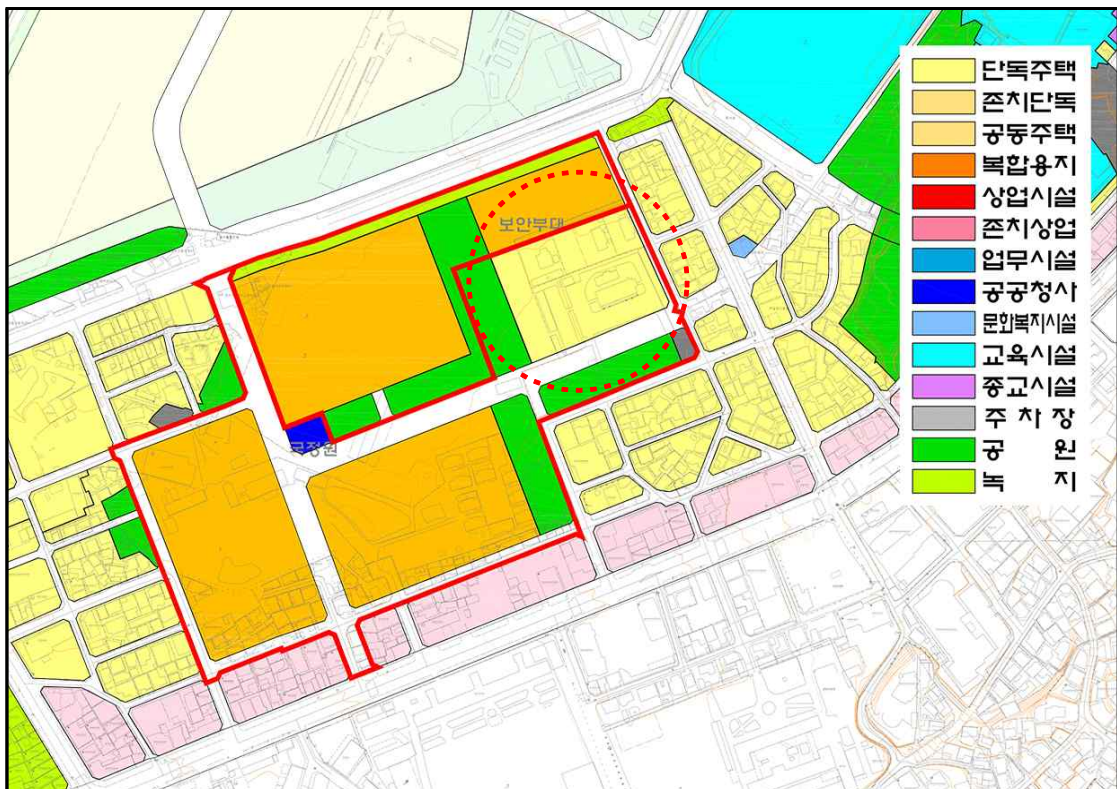 보안부대
국정원
단독주택
존치단독
공동주택
복합용지
상업시설
존치상업
업무시설
공공청사
문화복지시설
교육시설
종교시설
주 차 장
공 원
녹 지